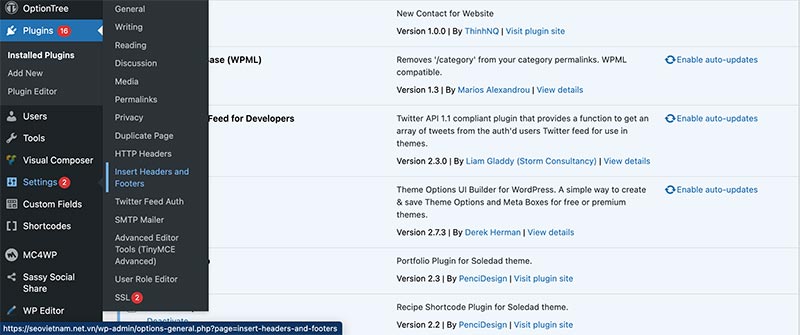 OptionTree
Plugins 16
Installed Plugins
Add New
Plugin Editor
Users
Tools
Visual Composer
Settings 2
Custom Fields
Shortcodes
MC4WP
Sassy Social
Share
WP Editor
General
Writing
Reading
Discussion
Media
Permalinks
Privacy
Duplicate Page
HTTP Headers
Insert Headers and
Footers
Twitter Feed Auth
SMTP Mailer
Advanced Editor
Tools (TinyMCE
Advanced)
User Role Editor
SSL 2
New Contact for Website
Version 1.0.0 | By ThinhNQ | Visit plugin site
ase (WPML)
Removes '/category' from your category permalinks. WPML
compatible.
Version 1.3 | By Marios Alexandrou | View details
Enable auto-updates
Feed for Developers
Twitter API 1.1 compliant plugin that provides a function to get an
array of tweets from the auth'd users Twitter feed for use in
themes.
Version 2.3.0 | By Liam Gladdy (Storm Consultancy) | View details
Enable auto-updates
Theme Options UI Builder for WordPress. A simple way to create
& save Theme Options and Meta Boxes for free or premium
themes.
Version 2.7.3 | By Derek Herman | View details
Enable auto-updates
Portfolio Plugin for Soledad theme.
Version 2.3 | By PenciDesign | Visit plugin site
Recipe Shortcode Plugin for Soledad theme.
Version 2.2 | By PenciDesign | Visit plugin site
Deactivate
https://seovietnam.net.vn/wp-admin/options-general.php?page=insert-headers-and-footers